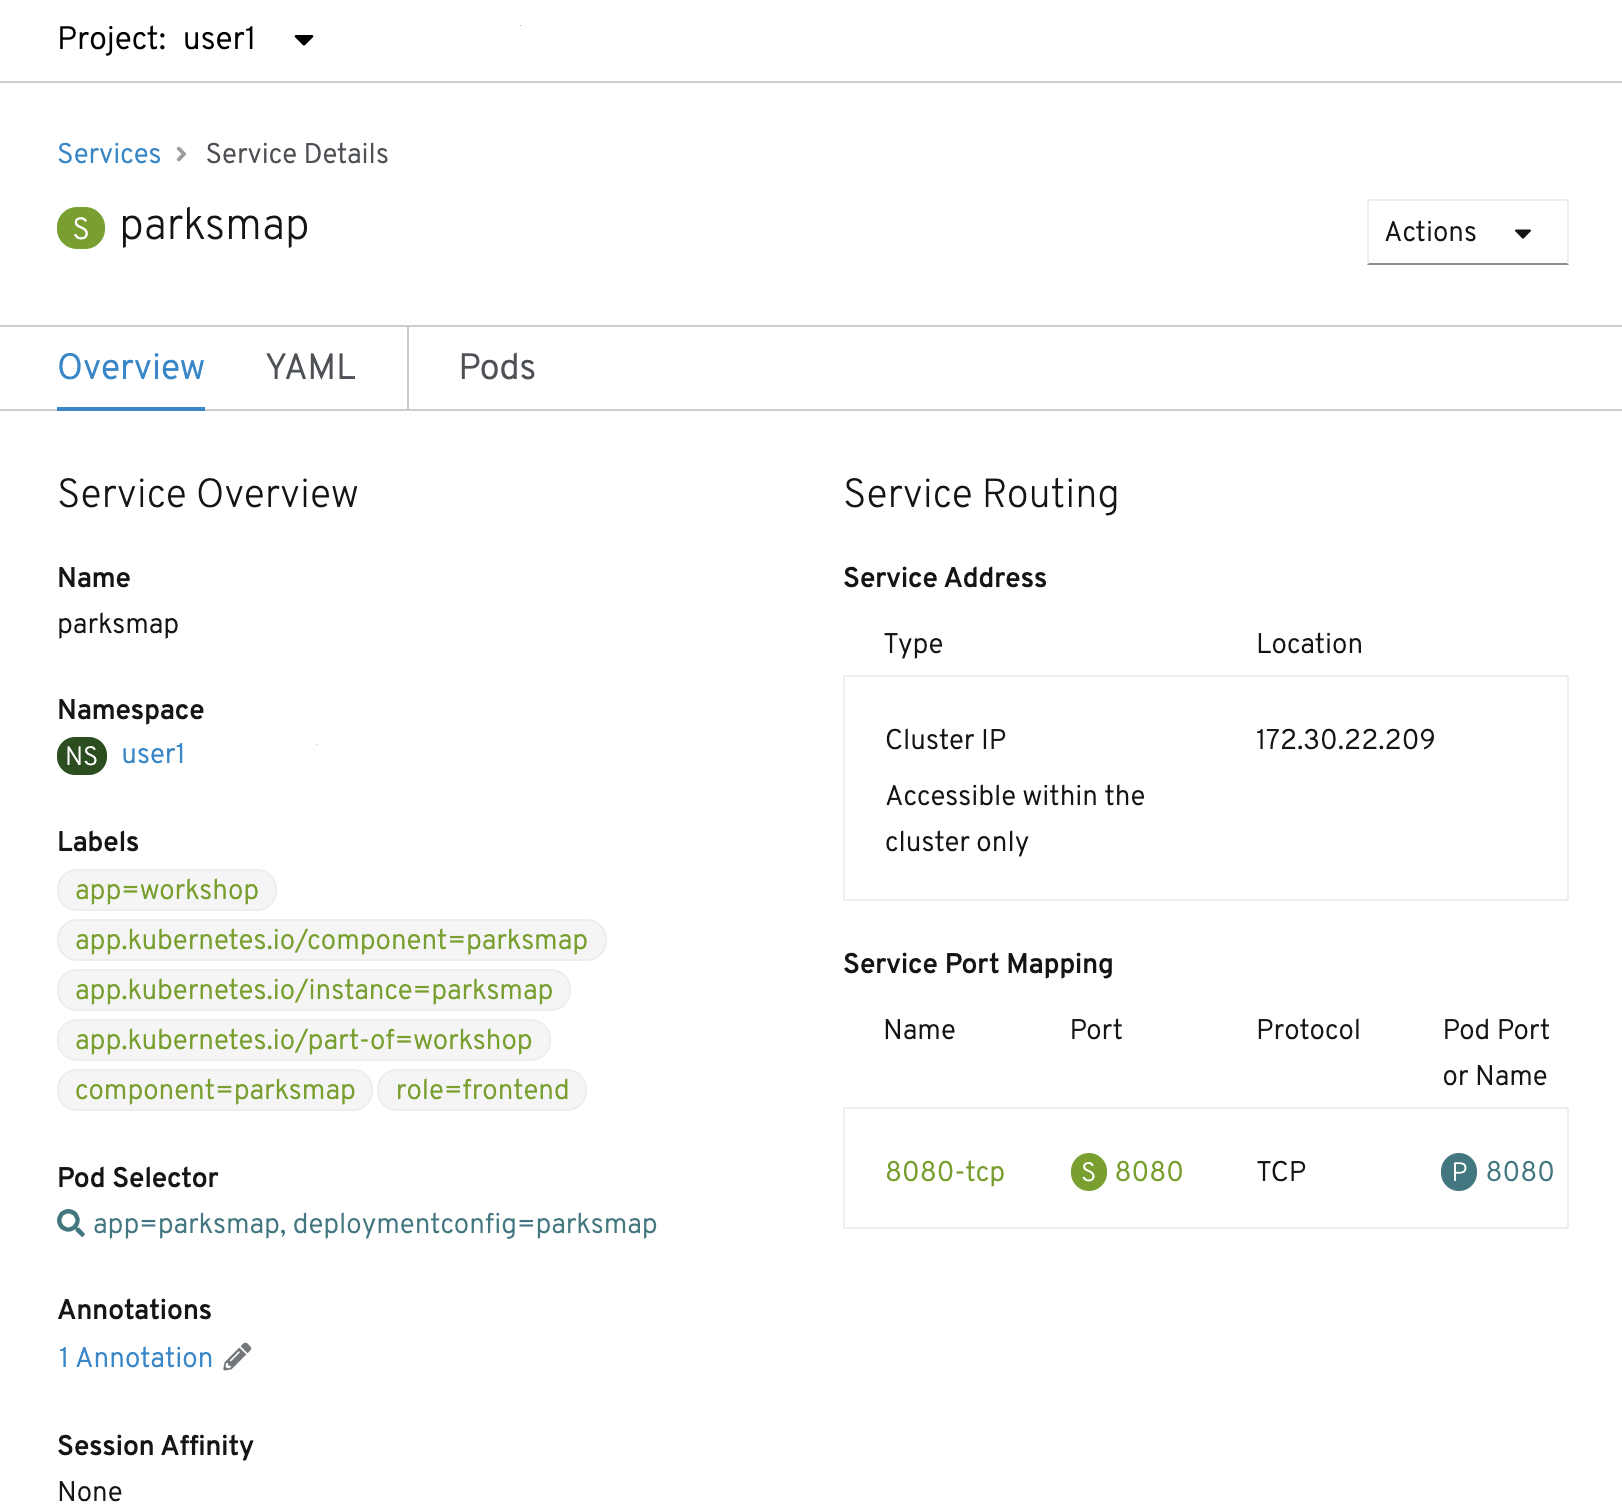 Project: user1
Services > Service Details
S parksmap
Actions
Overview YAML Pods
Service Overview
Name
parksmap
Namespace
NS user1
Labels
app=workshop
app.kubernetes.io/component=parksmap
app.kubernetes.io/instance=parksmap
app.kubernetes.io/part-of=workshop
component=parksmap role=frontend
Pod Selector
app=parksmap, deploymentconfig=parksmap
Annotations
1 Annotation
Session Affinity
None
Service Routing
Service Address
Type Location
Cluster IP 172.30.22.209
Accessible within the
cluster only
Service Port Mapping
Name Port Protocol Pod Port
or Name
8080-tcp S 8080 TCP P 8080